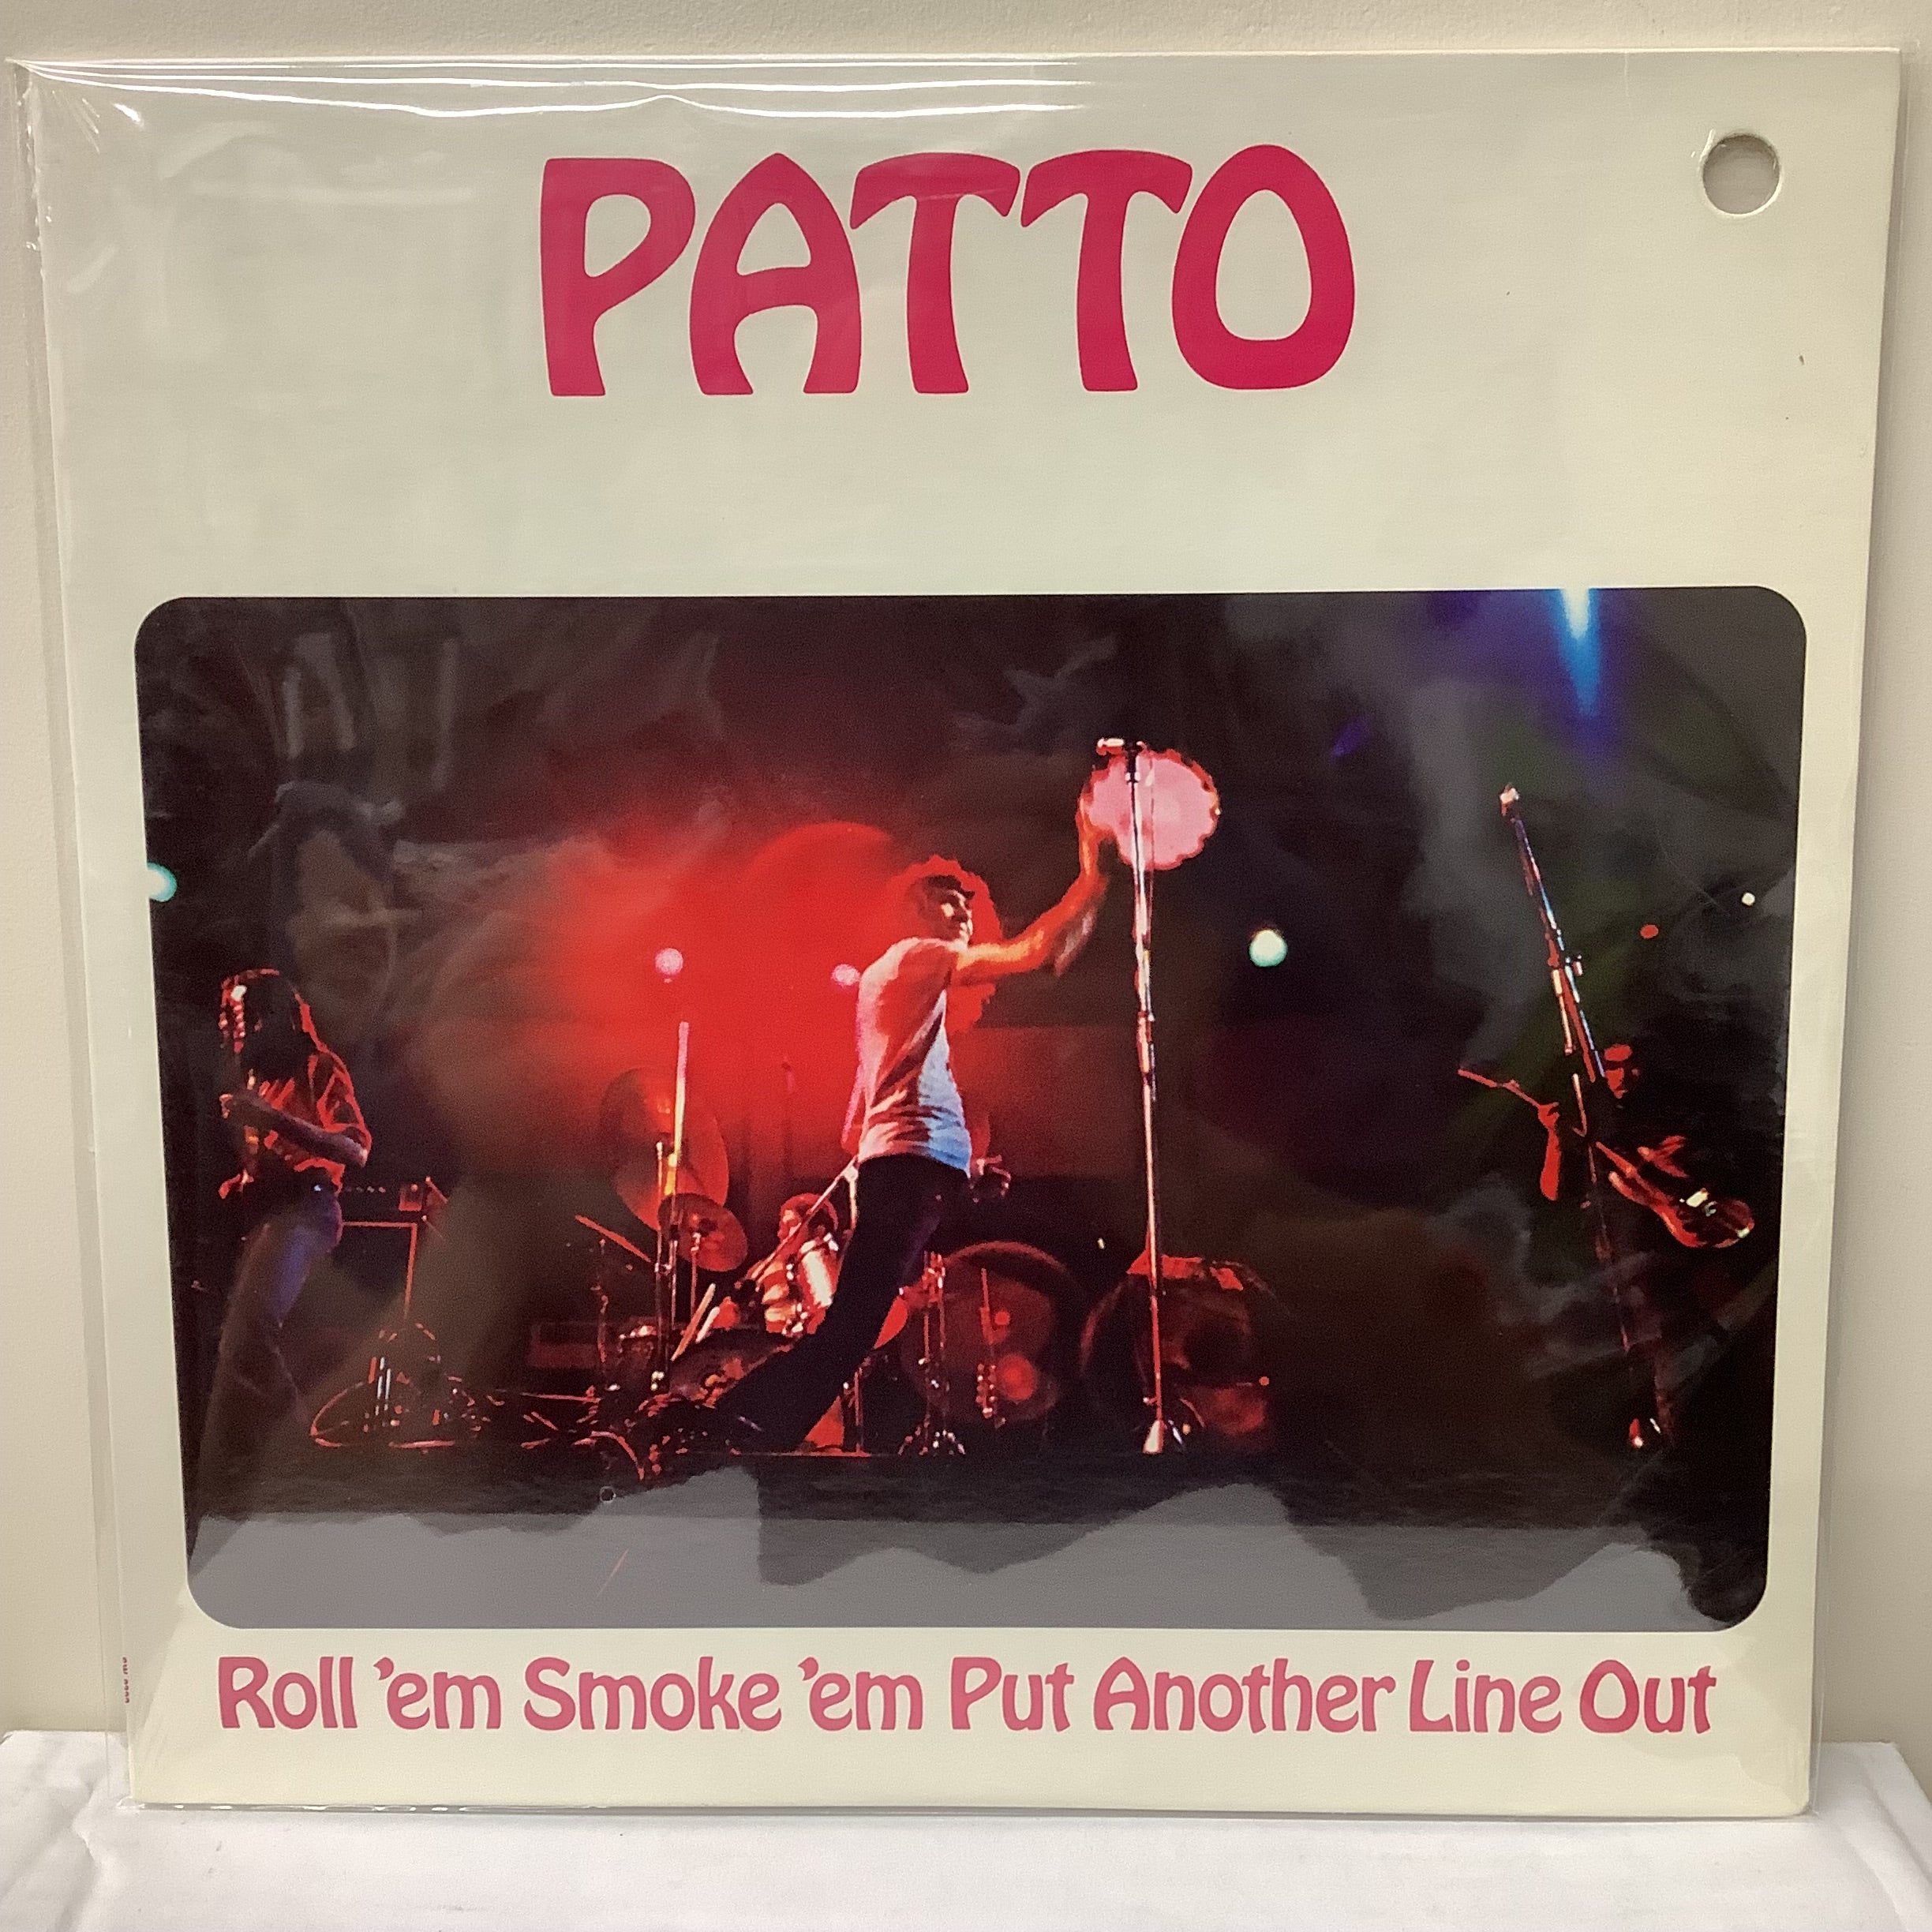 PATTO
Roll 'em Smoke 'em Put Another Line Out